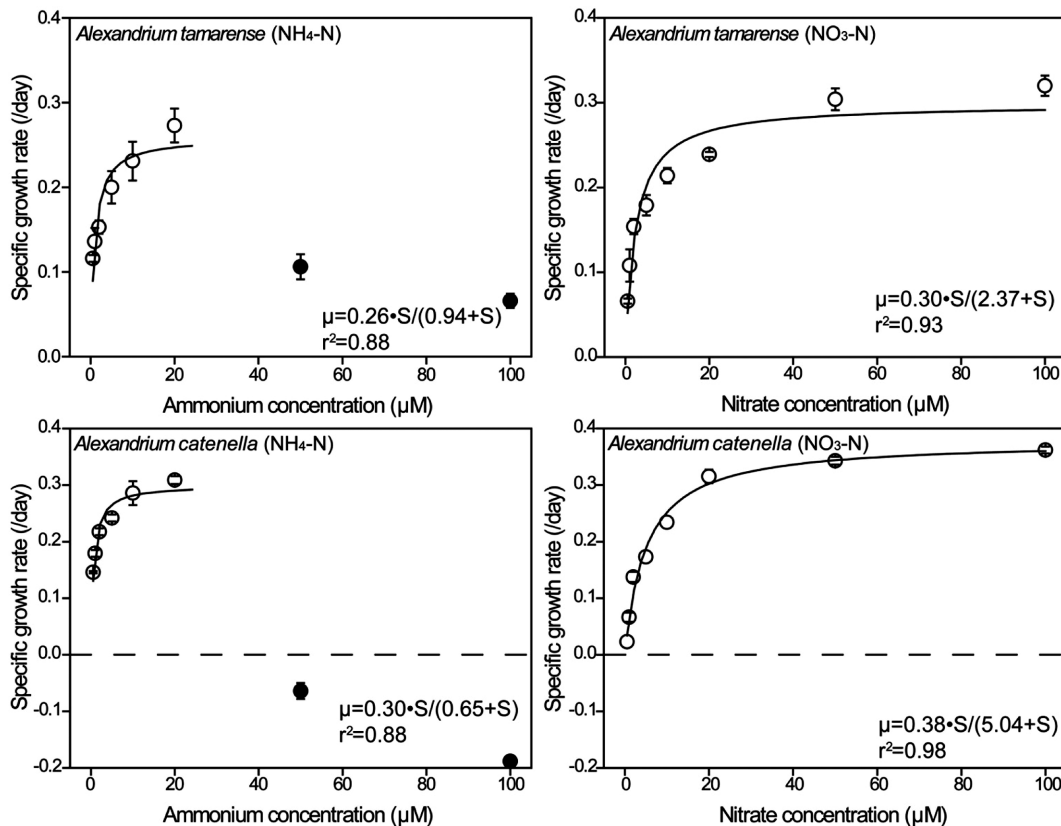 Alexandrium tamarense (NH₄-N)
Specific growth rate (/day)
0.4
0.3
0.2
0.1
0.0
μ=0.26•S/(0.94+S)
r²=0.88
0 20 40 60 80 100
Ammonium concentration (μM)
Alexandrium tamarense (NO₃-N)
Specific growth rate (/day)
0.4
0.3
0.2
0.1
0.0
μ=0.30•S/(2.37+S)
r²=0.93
0 20 40 60 80 100
Nitrate concentration (μM)
Alexandrium catenella (NH₄-N)
Specific growth rate (/day)
0.4
0.3
0.2
0.1
0.0
-0.1
-0.2
μ=0.30•S/(0.65+S)
r²=0.88
0 20 40 60 80 100
Ammonium concentration (μM)
Alexandrium catenella (NO₃-N)
Specific growth rate (/day)
0.4
0.3
0.2
0.1
0.0
-0.1
-0.2
μ=0.38•S/(5.04+S)
r²=0.98
0 20 40 60 80 100
Nitrate concentration (μM)